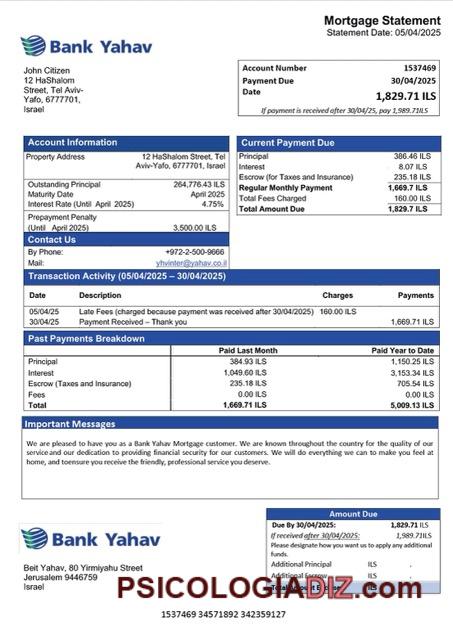 Mortgage Statement
Statement Date: 05/04/2025
Bank Yahav
John Citizen
12 HaShalom
Street, Tel Aviv-
Yafo, 6777701,
Israel
Account Number 1537469
Payment Due 30/04/2025
Date
1,829.71 ILS
If payment is received after 30/04/25, pay 1,989.71ILS
Account Information
Property Address 12 HaShalom Street, Tel
Aviv-Yafo, 6777701, Israel
Outstanding Principal 264,776.43 ILS
Maturity Date April 2025
Interest Rate (Until April 2025) 4.75%
Prepayment Penalty
(Until April 2025) 3,500.00 ILS
Contact Us
By Phone: +972-2-500-9666
Mail: yhvinter@yahav.co.il
Current Payment Due
Principal 386.46 ILS
Interest 8.07 ILS
Escrow (for Taxes and Insurance) 235.18 ILS
Regular Monthly Payment 1,669.7 ILS
Total Fees Charged 160.00 ILS
Total Amount Due 1,829.7 ILS
Transaction Activity (05/04/2025 – 30/04/2025)
Date Description Charges Payments
05/04/25 Late Fees (charged because payment was received after 30/04/2025) 160.00 ILS
30/04/25 Payment Received – Thank you 1,669.71 ILS
Past Payments Breakdown
Paid Last Month Paid Year to Date
Principal 384.93 ILS 1,150.25 ILS
Interest 1,049.60 ILS 3,153.34 ILS
Escrow (Taxes and Insurance) 235.18 ILS 705.54 ILS
Fees 0.00 ILS 0.00 ILS
Total 1,669.71 ILS 5,009.13 ILS
Important Messages
We are pleased to have you as a Bank Yahav Mortgage customer. We are known throughout the country for the quality of our
service and our dedication to providing financial security for our customers. We will do everything we can to make you feel at
home, and toensure you receive the friendly, professional service you deserve.
Bank Yahav
Beit Yahav, 80 Yirmiyahu Street
Jerusalem 9446759
Israel
Amount Due
Due By 30/04/2025: 1,829.71 ILS
If received after 30/04/2025: 1,989.71ILS
Please designate how you want us to apply any additional
funds.
Additional Principal ILS .
Additional Escrow ILS .
PSICOLOGIADIZ.com
1537469 34571892 342359127